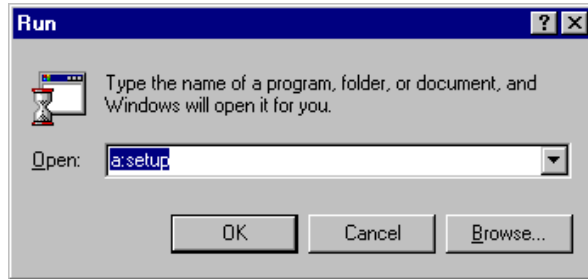 Run
Type the name of a program, folder, or document, and
Windows will open it for you.
Open: a:setup
OK Cancel Browse...